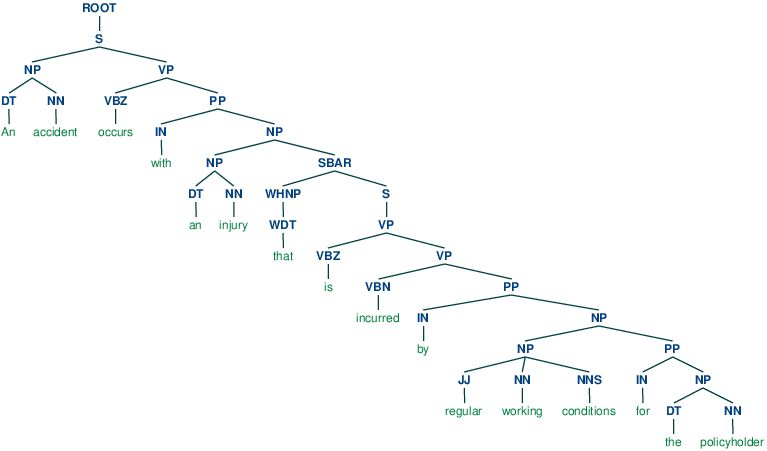 ROOT
S
NP VP
DT NN VBZ PP
An accident occurs IN NP
with NP SBAR
DT NN WHNP S
an injury WDT VP
that VBZ VP
is VBN PP
incurred IN NP
by NP PP
JJ NN NNS IN NP
regular working conditions for DT NN
the policyholder